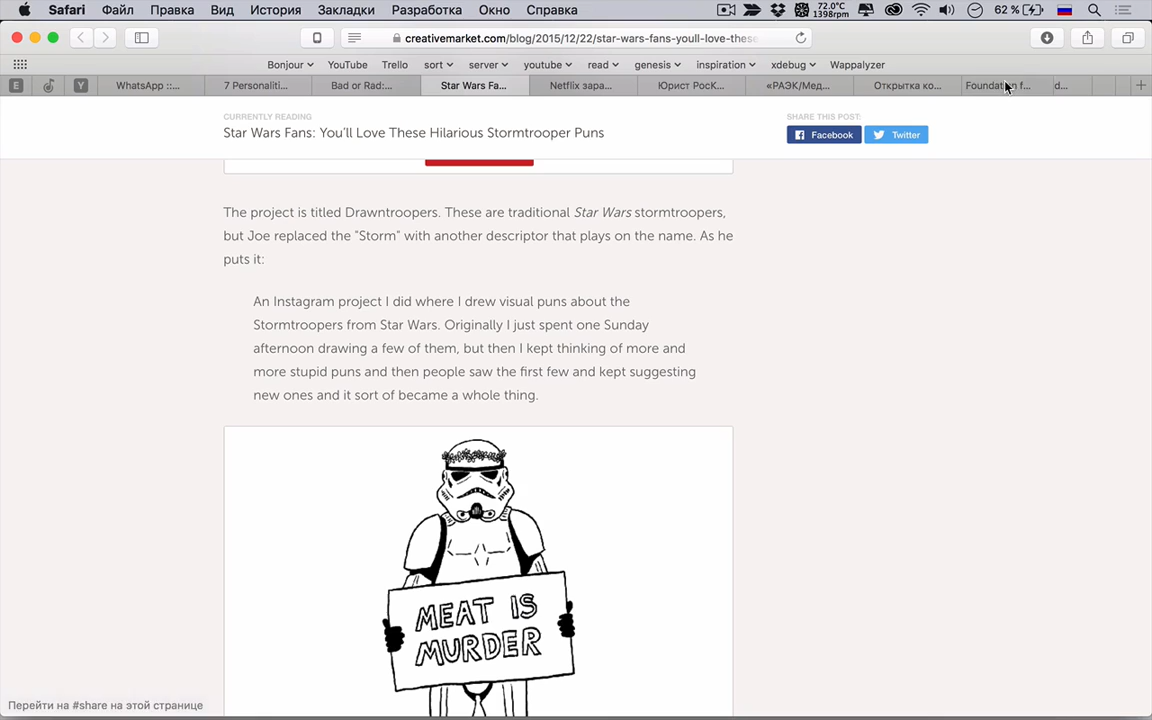 Safari Файл Правка Вид История Закладки Разработка Окно Справка 72.0°C 1398rpm 62 %
creativemarket.com/blog/2015/12/22/star-wars-fans-youll-love-these
Bonjour YouTube Trello sort server youtube read genesis inspiration xdebug Wappalyzer
E Y WhatsApp ::... 7 Personaliti... Bad or Rad:... Star Wars Fa... Netflix зара... Юрист РосК... «РАЭК/Мед... Открытка ко... Foundation f... d...
CURRENTLY READING
Star Wars Fans: You'll Love These Hilarious Stormtrooper Puns
SHARE THIS POST:
Facebook Twitter
The project is titled Drawntroopers. These are traditional Star Wars stormtroopers,
but Joe replaced the "Storm" with another descriptor that plays on the name. As he
puts it:
An Instagram project I did where I drew visual puns about the
Stormtroopers from Star Wars. Originally I just spent one Sunday
afternoon drawing a few of them, but then I kept thinking of more and
more stupid puns and then people saw the first few and kept suggesting
new ones and it sort of became a whole thing.
MEAT IS
MURDER
Перейти на #share на этой странице